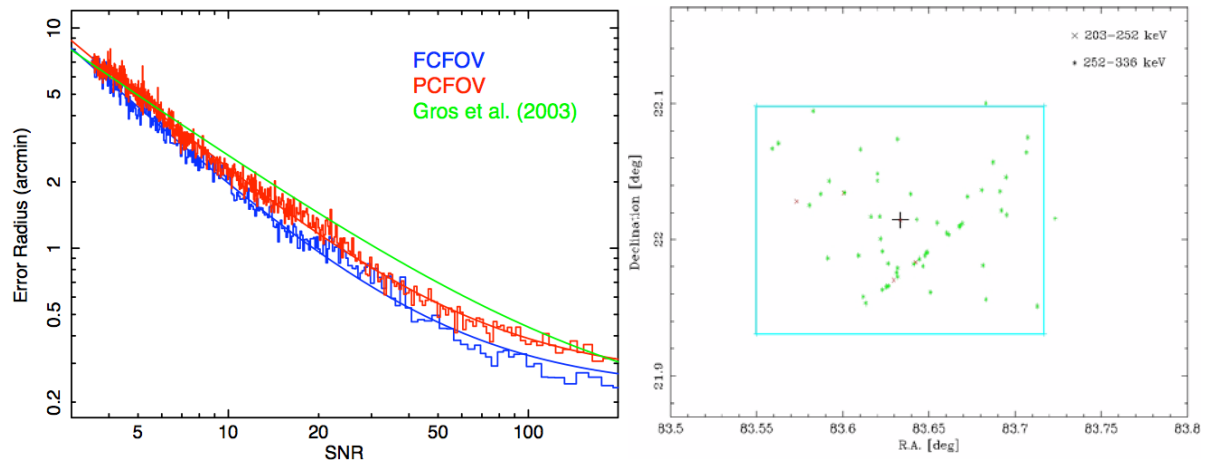 10
5
2
1
0.5
0.2
Error Radius (arcmin)
FCFOV
PCFOV
Gros et al. (2003)
5 10 20 50 100
SNR
203-252 keV
252-336 keV
22.1
22
21.9
Declination [deg]
83.5 83.55 83.6 83.65 83.7 83.75 83.8
R.A. [deg]